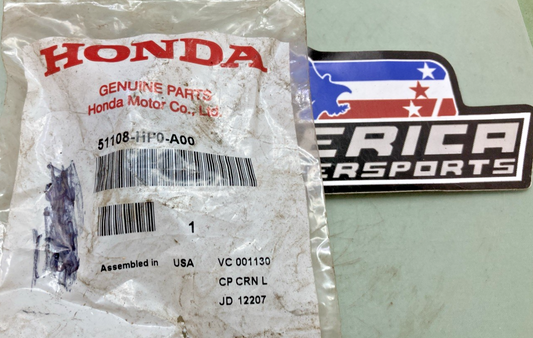 HONDA
GENUINE PARTS
Honda Motor Co., Ltd.
51108-HP0-A00
1
Assembled in USA VC 001130
CP CRN L
JD 12207
ERICA
ERSPORTS